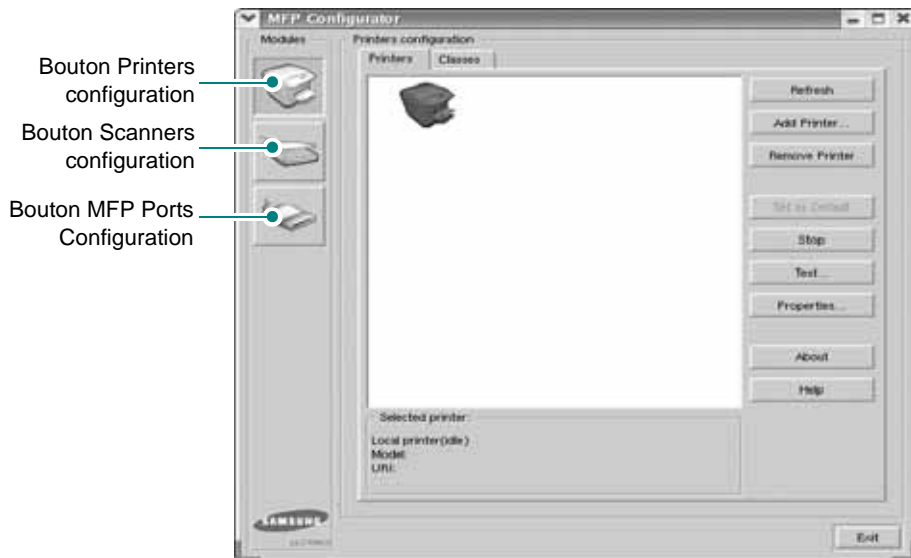 MFP Configurator
Modules
Printers configuration
Printers
Classes
Bouton Printers
configuration
Bouton Scanners
configuration
Bouton MFP Ports
Configuration
Refresh
Add Printer...
Remove Printer
Set as Default
Stop
Test...
Properties...
About
Help
Selected printer:
Local printer(idle)
Model:
URI:
SAMSUNG
ELECTRONICS
Exit